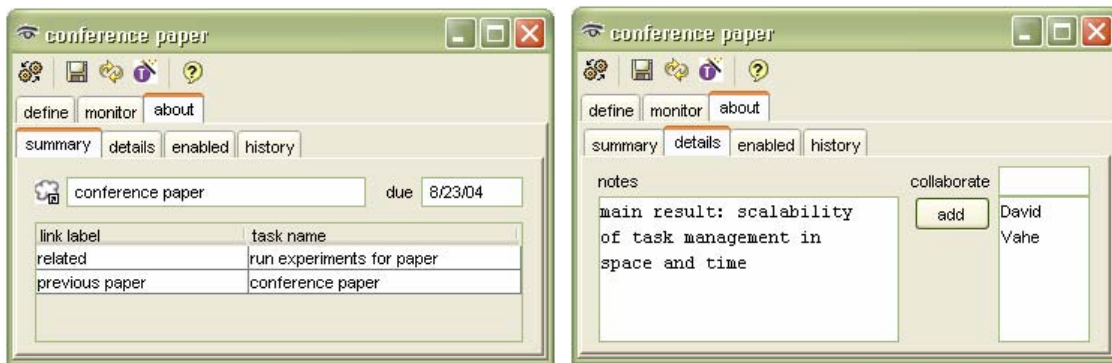 conference paper
define monitor about
summary details enabled history
conference paper due 8/23/04
link label task name
related run experiments for paper
previous paper conference paper
conference paper
define monitor about
summary details enabled history
notes collaborate
main result: scalability
of task management in
space and time
add
David
Vahe